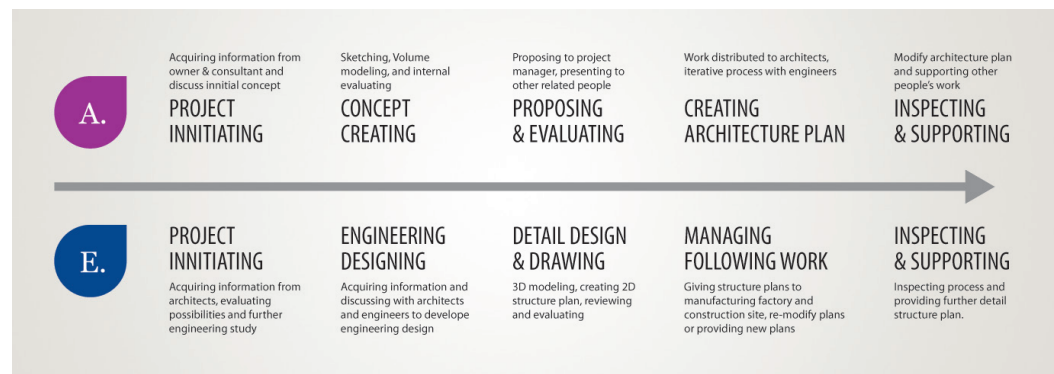 A.
Acquiring information from
owner & consultant and
discuss innitial concept
PROJECT
INNITIATING
Sketching, Volume
modeling, and internal
evaluating
CONCEPT
CREATING
Proposing to project
manager, presenting to
other related people
PROPOSING
& EVALUATING
Work distributed to architects,
iterative process with engineers
CREATING
ARCHITECTURE PLAN
Modify architecture plan
and supporting other
people's work
INSPECTING
& SUPPORTING
E.
PROJECT
INNITIATING
Acquiring information from
architects, evaluating
possibilities and further
engineering study
ENGINEERING
DESIGNING
Acquiring information and
discussing with architects
and engineers to develope
engineering design
DETAIL DESIGN
& DRAWING
3D modeling, creating 2D
structure plan, reviewing
and evaluating
MANAGING
FOLLOWING WORK
Giving structure plans to
manufacturing factory and
construction site, re-modify plans
or providing new plans
INSPECTING
& SUPPORTING
Inspecting process and
providing further detail
structure plan.